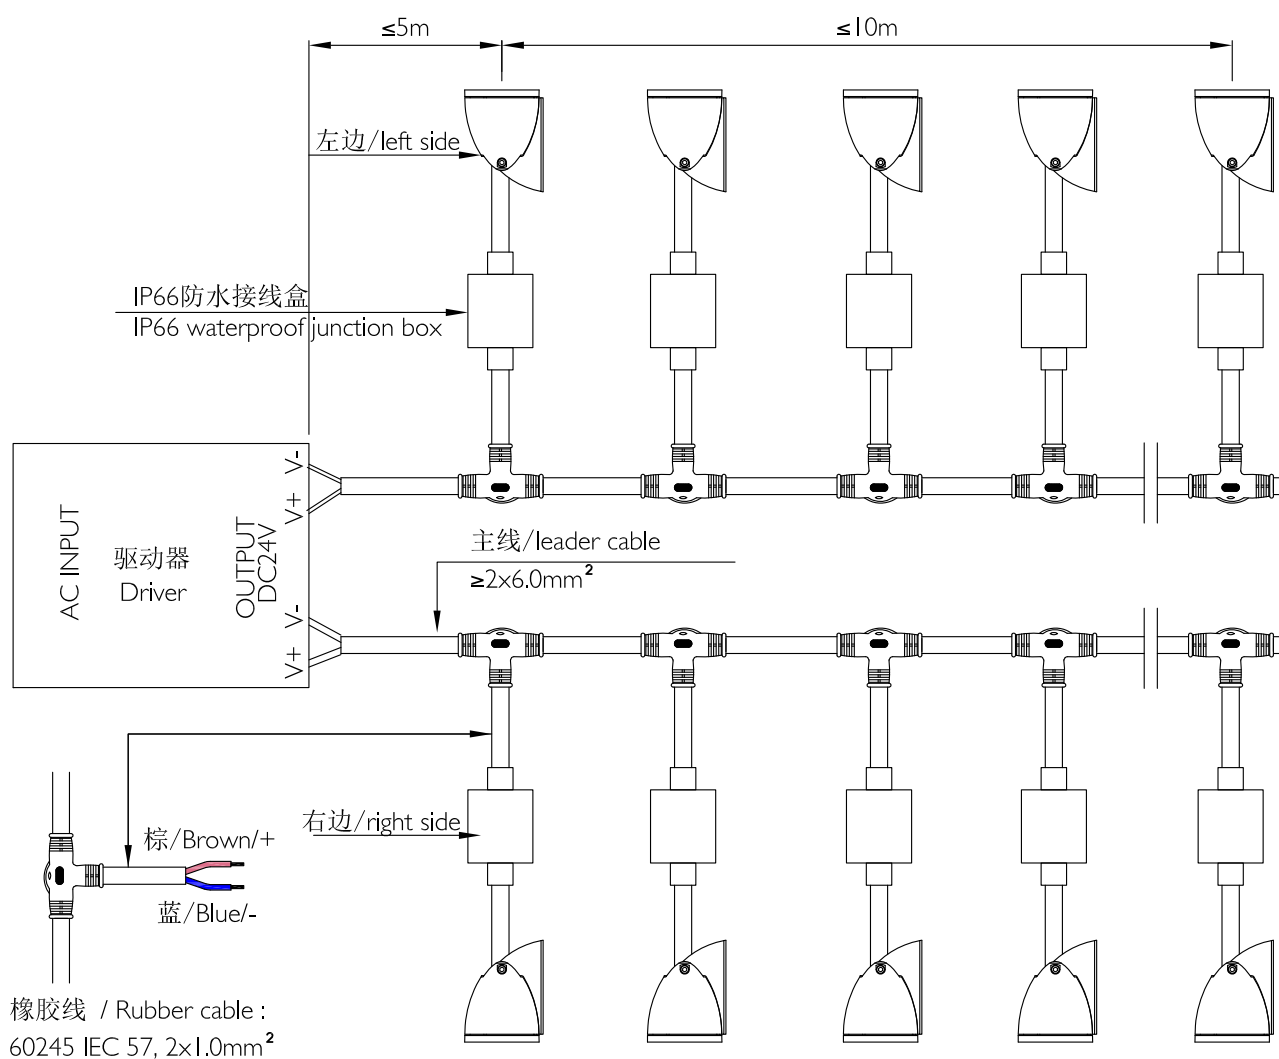 ≤5m
≤10m
左边/left side
IP66防水接线盒
IP66 waterproof junction box
AC INPUT
驱动器
Driver
OUTPUT
DC24V
V-
V+
V-
V+
主线/leader cable
≥2x6.0mm²
右边/right side
棕/Brown/+
蓝/Blue/-
橡胶线 / Rubber cable :
60245 IEC 57, 2x1.0mm²